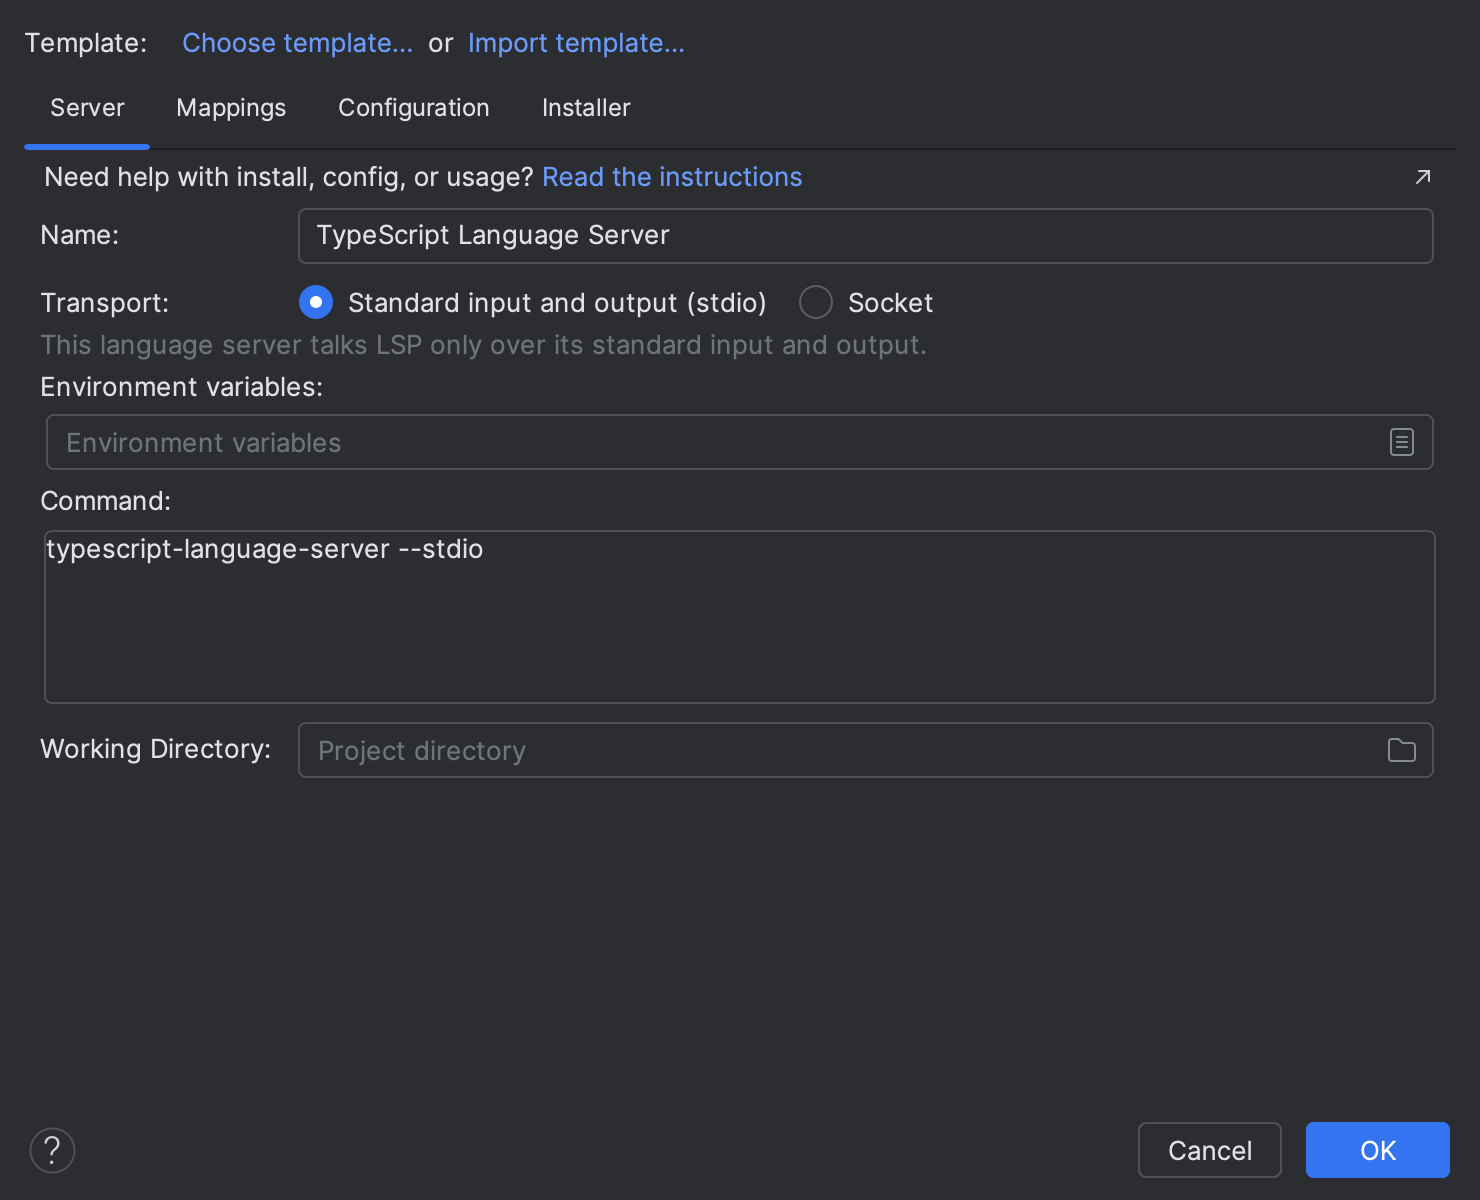 Template: Choose template... or Import template...
Server Mappings Configuration Installer
Need help with install, config, or usage? Read the instructions
Name: TypeScript Language Server
Transport: Standard input and output (stdio) Socket
This language server talks LSP only over its standard input and output.
Environment variables:
Environment variables
Command:
typescript-language-server --stdio
Working Directory: Project directory
? Cancel OK